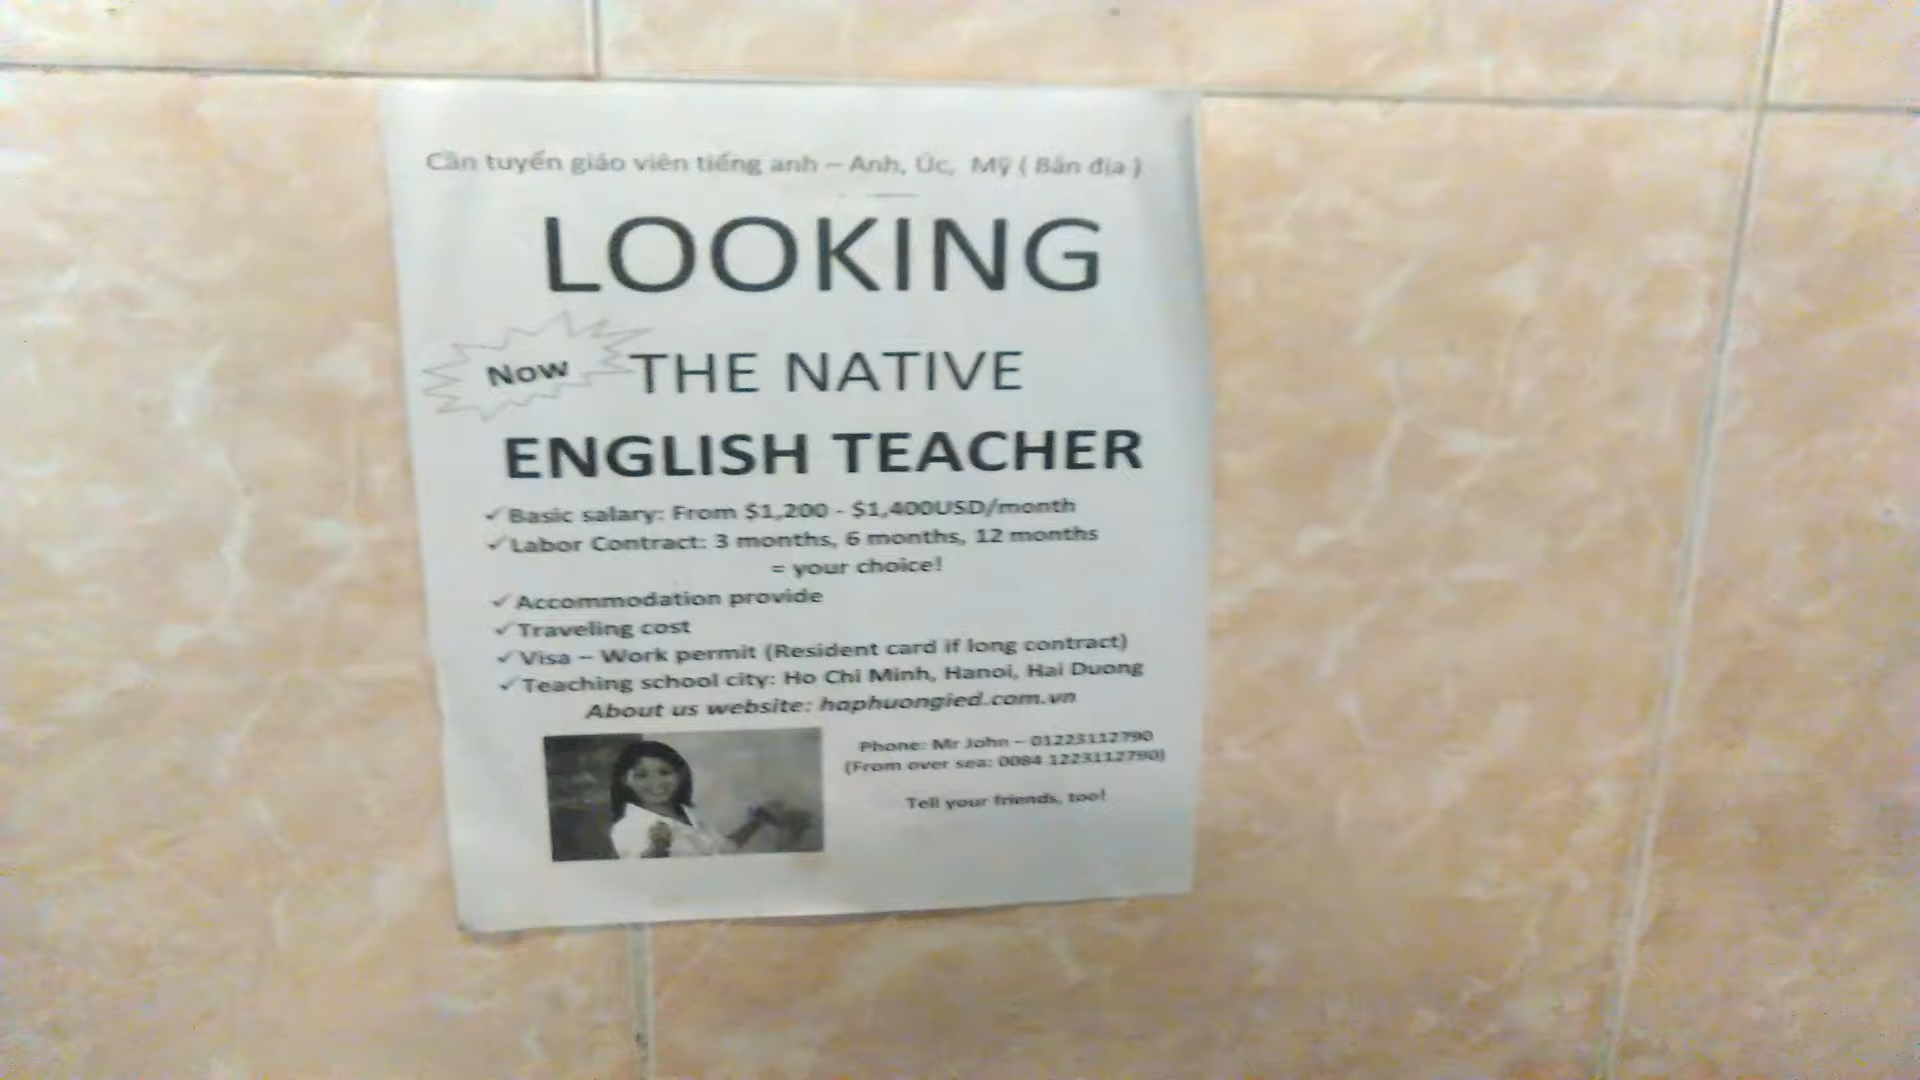 Cần tuyển giáo viên tiếng anh – Anh, Úc, Mỹ ( Bản địa )
LOOKING
Now
THE NATIVE
ENGLISH TEACHER
✓ Basic salary: From $1,200 - $1,400USD/month
✓ Labor Contract: 3 months, 6 months, 12 months
= your choice!
✓ Accommodation provide
✓ Traveling cost
✓ Visa – Work permit (Resident card if long contract)
✓ Teaching school city: Ho Chi Minh, Hanoi, Hai Duong
About us website: haphuongied.com.vn
Phone: Mr John – 01223112790
(From over sea: 0084 1223112790)
Tell your friends, too!